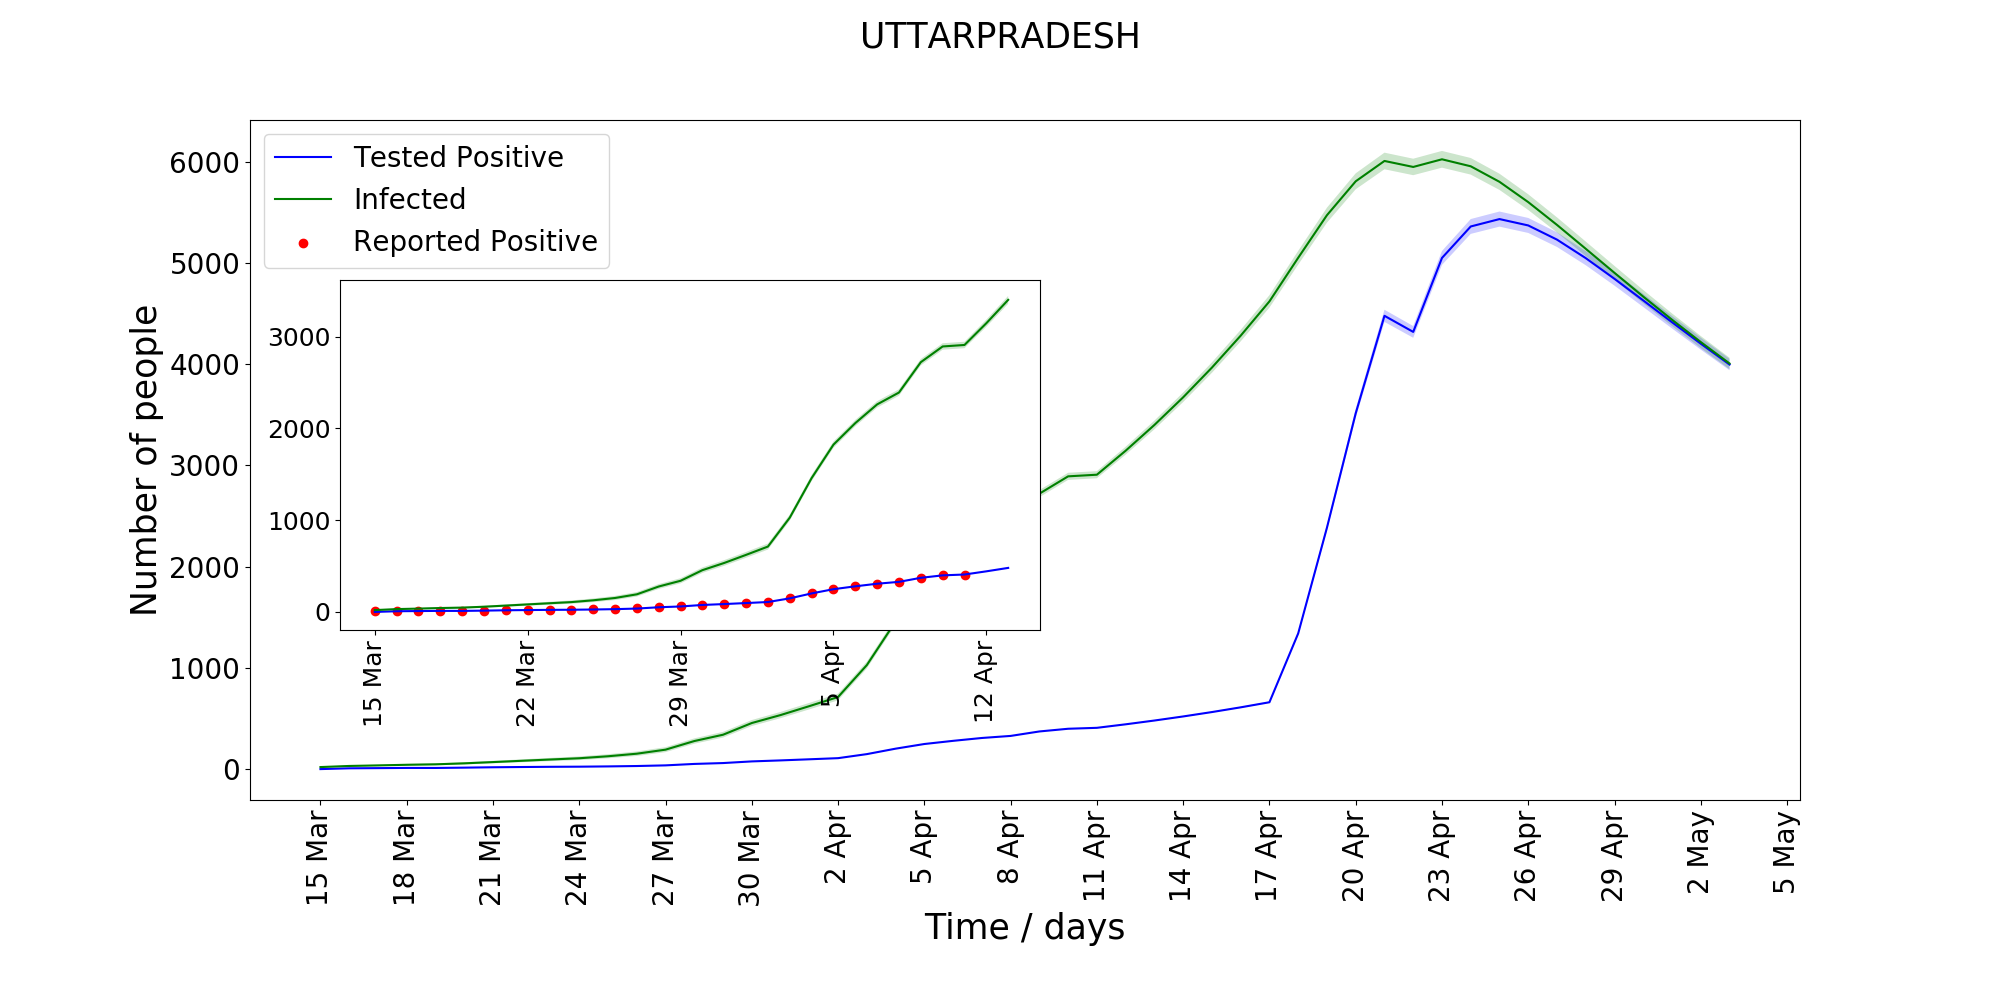 UTTARPRADESH
Tested Positive
Infected
Reported Positive
Number of people
6000
5000
4000
3000
2000
1000
0
3000
2000
1000
0
15 Mar
22 Mar
29 Mar
5 Apr
12 Apr
15 Mar
18 Mar
21 Mar
24 Mar
27 Mar
30 Mar
2 Apr
5 Apr
8 Apr
11 Apr
14 Apr
17 Apr
20 Apr
23 Apr
26 Apr
29 Apr
2 May
5 May
Time / days